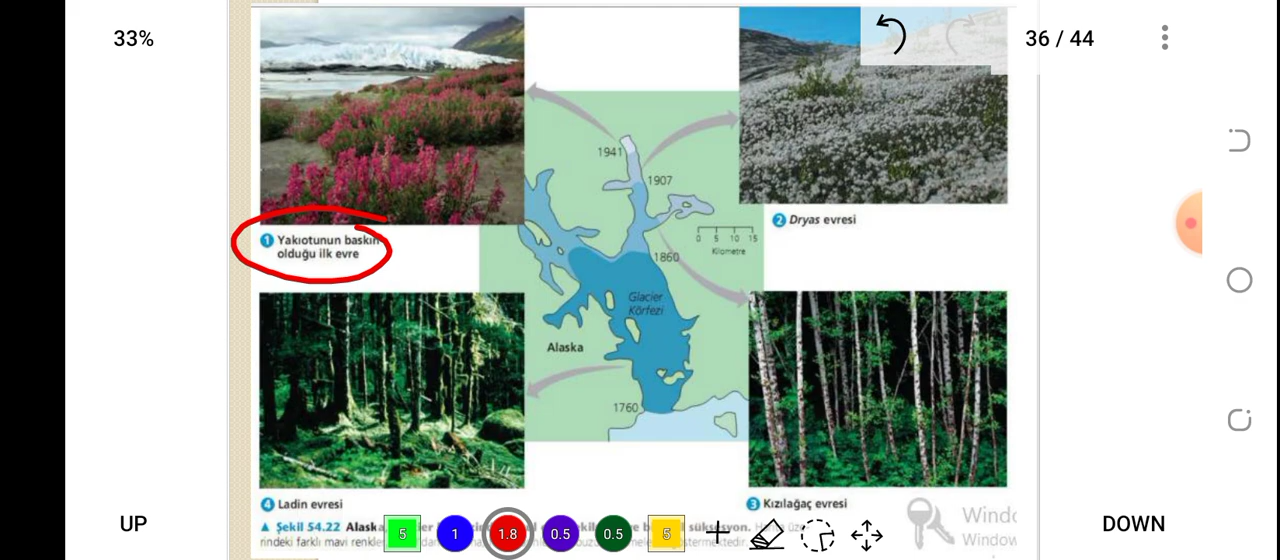 33%
36 / 44
1941
1907
1 Yakıotunun baskın
olduğu ilk evre
2 Dryas evresi
0 5 10 15
Kilometre
1860
Glacier
Körfezi
Alaska
1760
4 Ladin evresi
3 Kızılağaç evresi
▲ Şekil 54.22 Alaska süksesyon.
rindeki farklı mavi
Windows
UP
5 1 1.8 0.5 0.5 5
DOWN